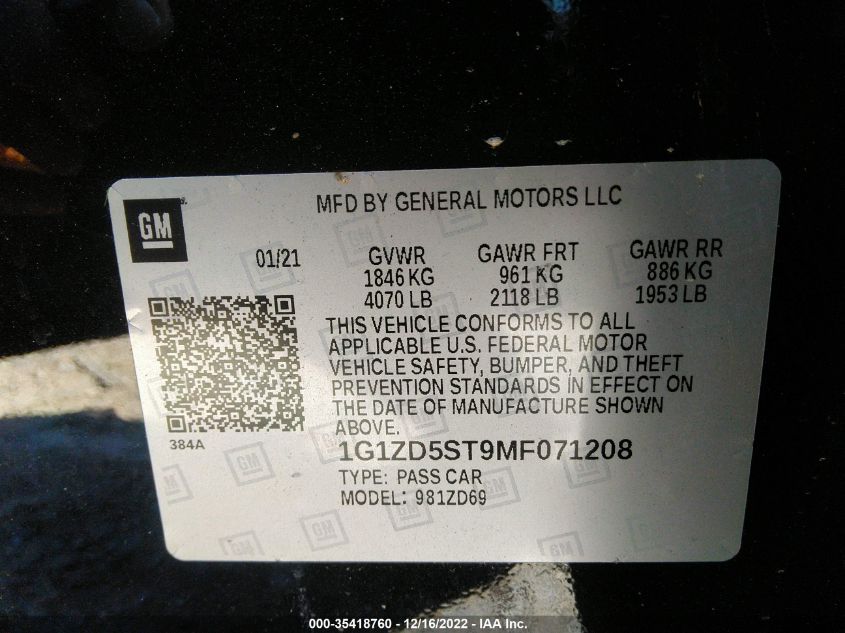 GM
MFD BY GENERAL MOTORS LLC
01/21 GVWR GAWR FRT GAWR RR
1846 KG 961 KG 886 KG
4070 LB 2118 LB 1953 LB
THIS VEHICLE CONFORMS TO ALL
APPLICABLE U.S. FEDERAL MOTOR
VEHICLE SAFETY, BUMPER, AND THEFT
PREVENTION STANDARDS IN EFFECT ON
THE DATE OF MANUFACTURE SHOWN
ABOVE.
384A
1G1ZD5ST9MF071208
TYPE: PASS CAR
MODEL: 981ZD69
000-35418760 - 12/16/2022 - IAA Inc.